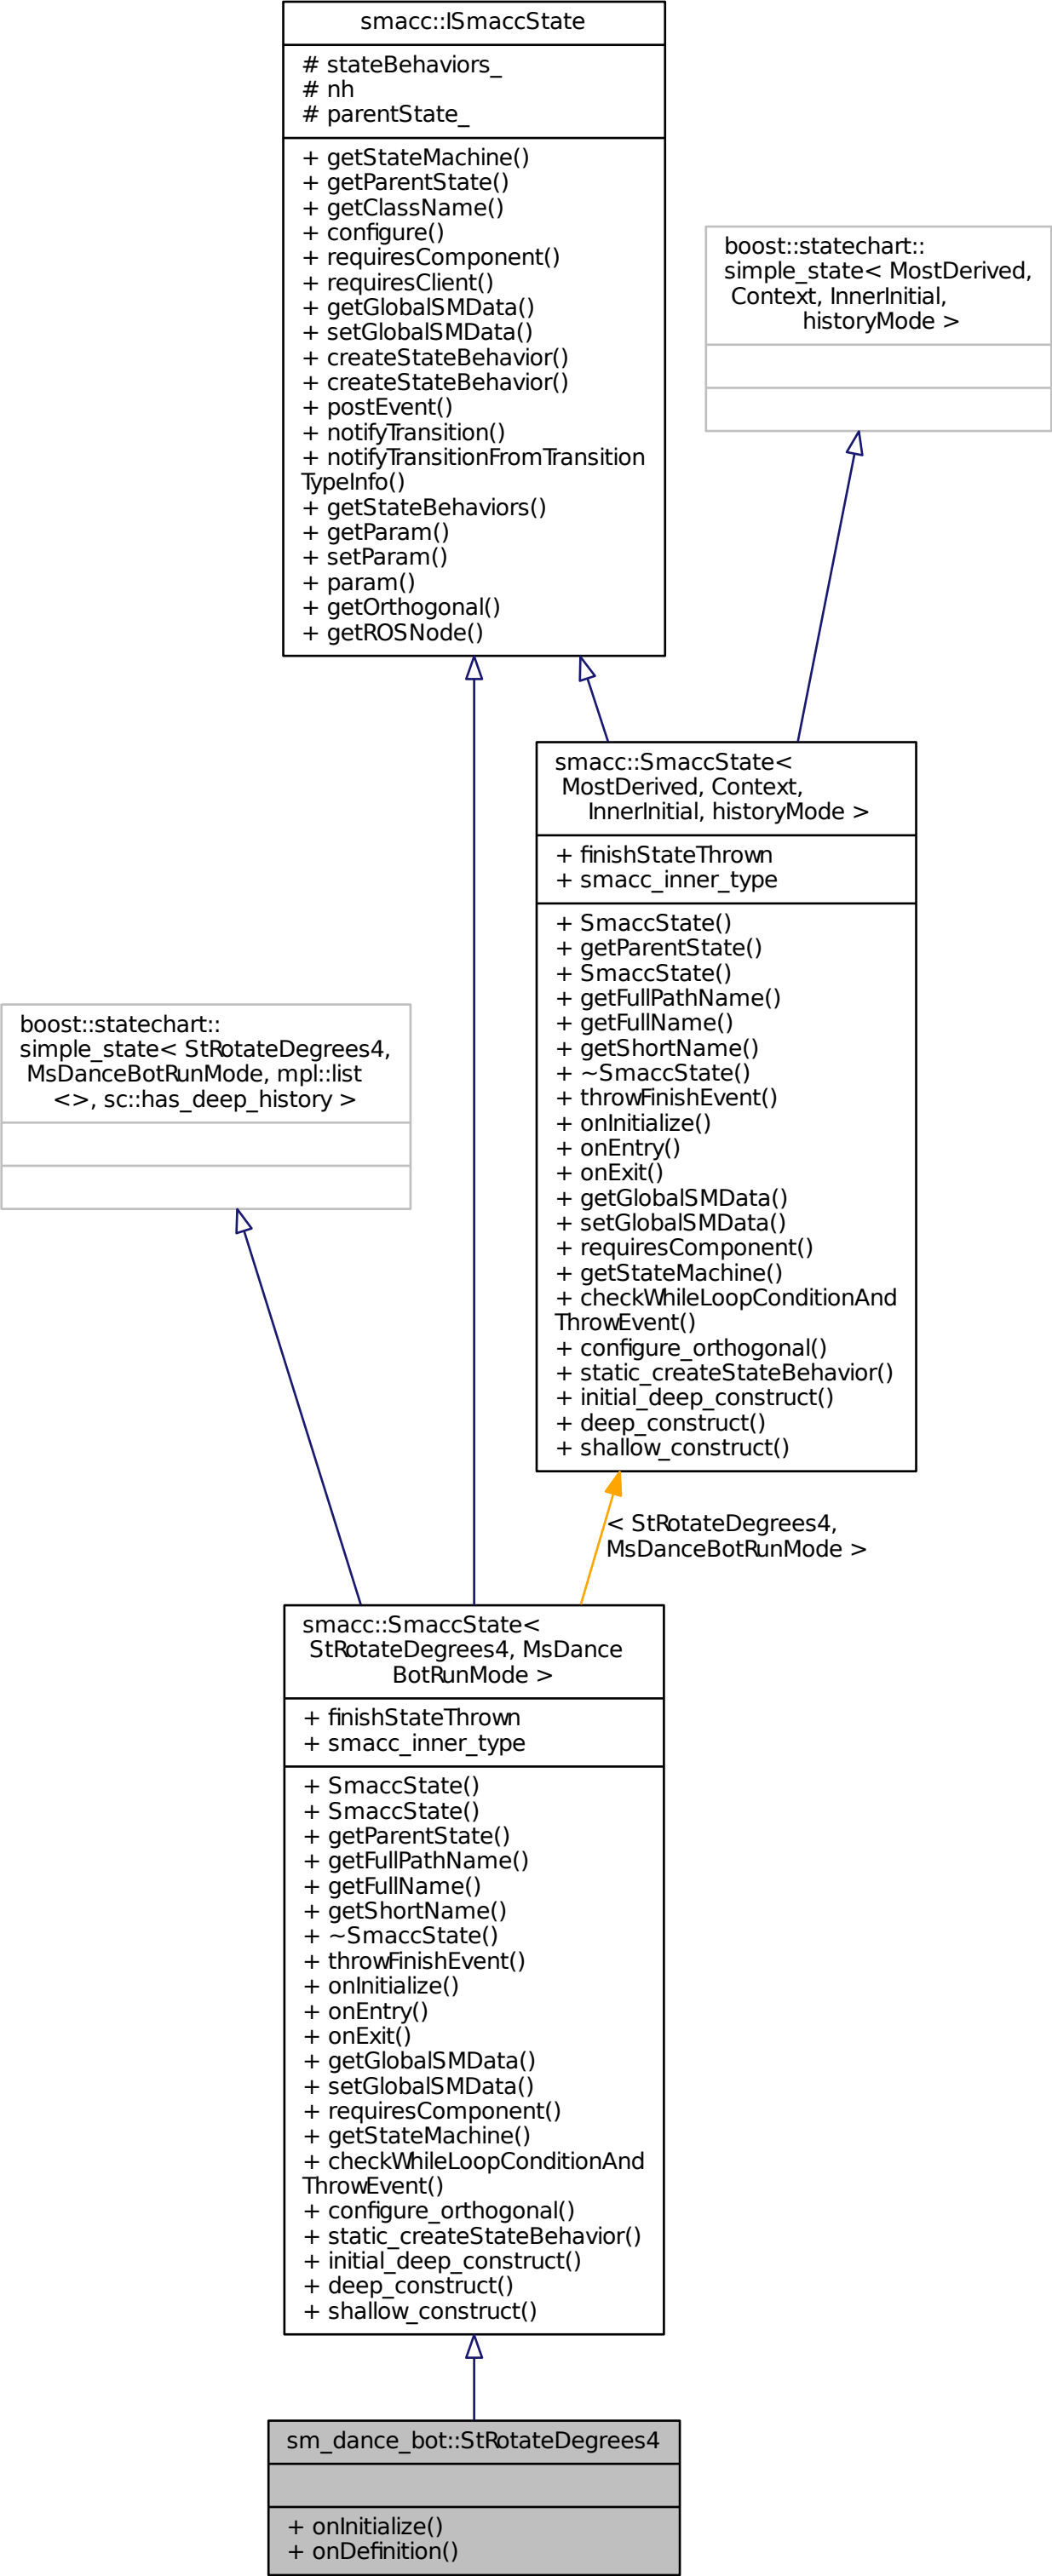 smacc::ISmaccState
# stateBehaviors_
# nh
# parentState_
+ getStateMachine()
+ getParentState()
+ getClassName()
+ configure()
+ requiresComponent()
+ requiresClient()
+ getGlobalSMData()
+ setGlobalSMData()
+ createStateBehavior()
+ createStateBehavior()
+ postEvent()
+ notifyTransition()
+ notifyTransitionFromTransition
TypeInfo()
+ getStateBehaviors()
+ getParam()
+ setParam()
+ param()
+ getOrthogonal()
+ getROSNode()
boost::statechart::
simple_state< MostDerived,
Context, InnerInitial,
historyMode >
smacc::SmaccState<
MostDerived, Context,
InnerInitial, historyMode >
+ finishStateThrown
+ smacc_inner_type
+ SmaccState()
+ getParentState()
+ SmaccState()
+ getFullPathName()
+ getFullName()
+ getShortName()
+ ~SmaccState()
+ throwFinishEvent()
+ onInitialize()
+ onEntry()
+ onExit()
+ getGlobalSMData()
+ setGlobalSMData()
+ requiresComponent()
+ getStateMachine()
+ checkWhileLoopConditionAnd
ThrowEvent()
+ configure_orthogonal()
+ static_createStateBehavior()
+ initial_deep_construct()
+ deep_construct()
+ shallow_construct()
boost::statechart::
simple_state< StRotateDegrees4,
MsDanceBotRunMode, mpl::list
<>, sc::has_deep_history >
< StRotateDegrees4,
MsDanceBotRunMode >
smacc::SmaccState<
StRotateDegrees4, MsDance
BotRunMode >
+ finishStateThrown
+ smacc_inner_type
+ SmaccState()
+ SmaccState()
+ getParentState()
+ getFullPathName()
+ getFullName()
+ getShortName()
+ ~SmaccState()
+ throwFinishEvent()
+ onInitialize()
+ onEntry()
+ onExit()
+ getGlobalSMData()
+ setGlobalSMData()
+ requiresComponent()
+ getStateMachine()
+ checkWhileLoopConditionAnd
ThrowEvent()
+ configure_orthogonal()
+ static_createStateBehavior()
+ initial_deep_construct()
+ deep_construct()
+ shallow_construct()
sm_dance_bot::StRotateDegrees4
+ onInitialize()
+ onDefinition()